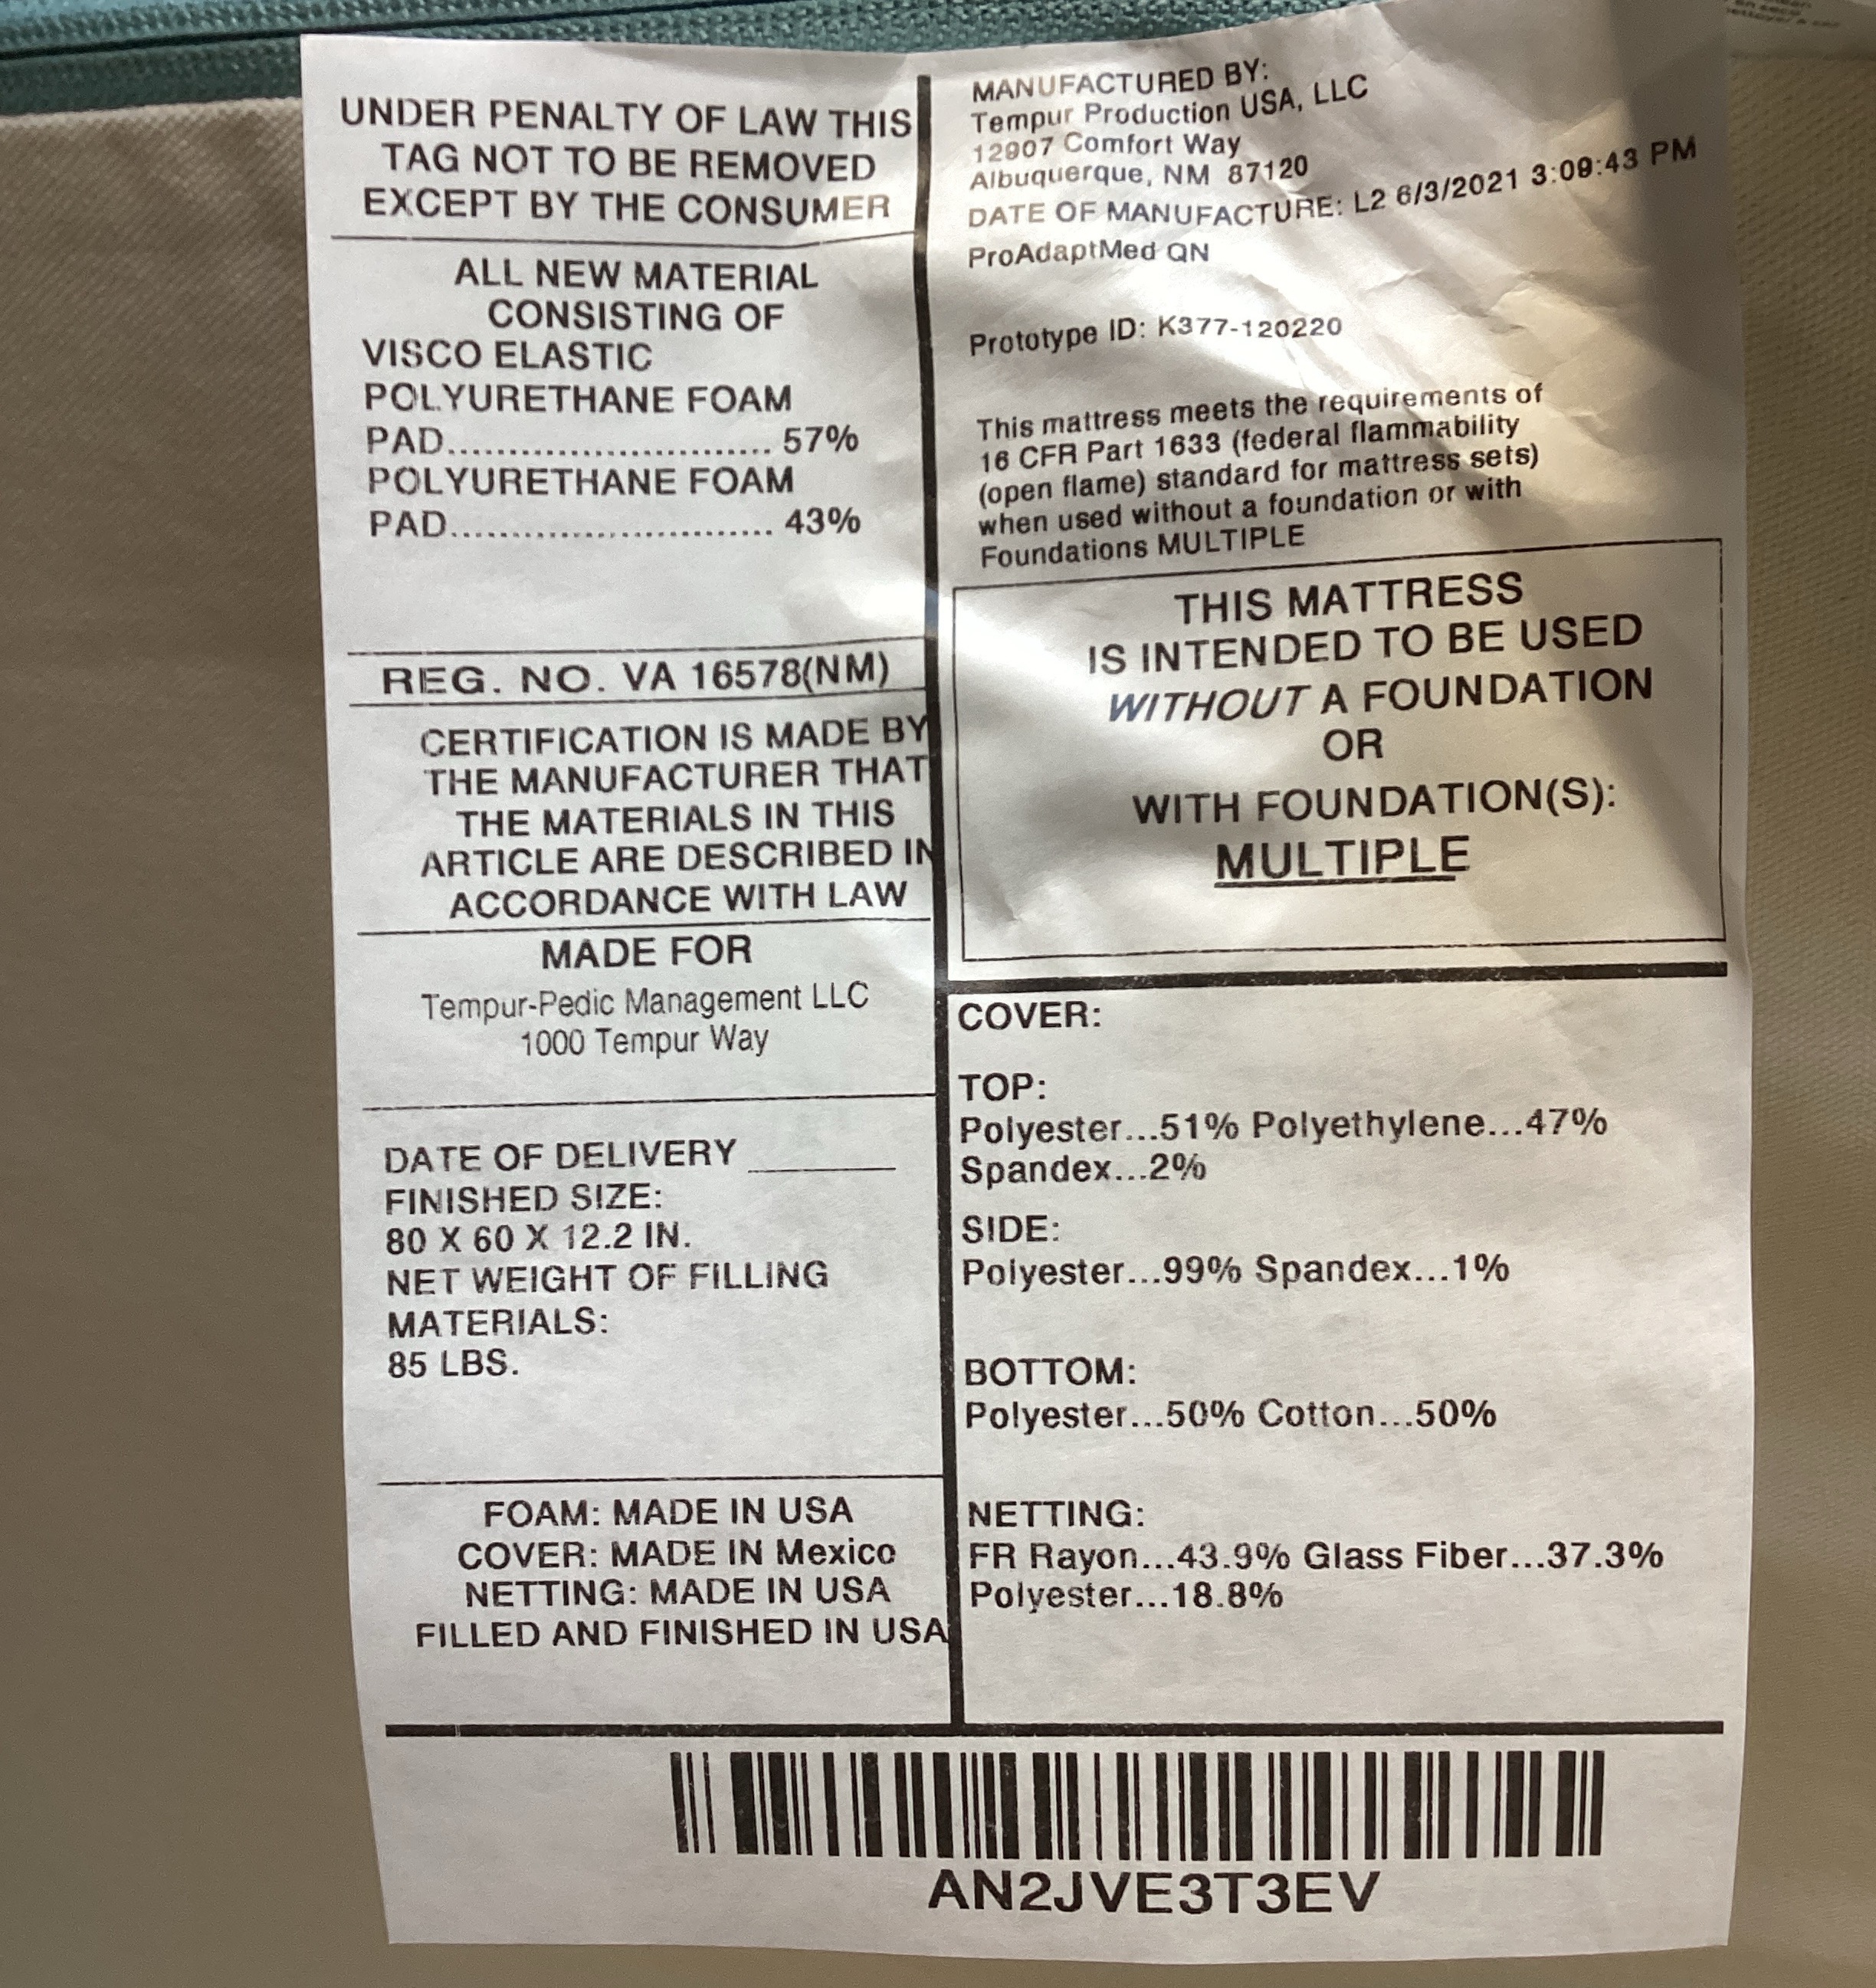 UNDER PENALTY OF LAW THIS
TAG NOT TO BE REMOVED
EXCEPT BY THE CONSUMER
ALL NEW MATERIAL
CONSISTING OF
VISCO ELASTIC
POLYURETHANE FOAM
PAD........................... 57%
POLYURETHANE FOAM
PAD........................... 43%
REG. NO. VA 16578(NM)
CERTIFICATION IS MADE BY
THE MANUFACTURER THAT
THE MATERIALS IN THIS
ARTICLE ARE DESCRIBED IN
ACCORDANCE WITH LAW
MADE FOR
Tempur-Pedic Management LLC
1000 Tempur Way
DATE OF DELIVERY ________
FINISHED SIZE:
80 X 60 X 12.2 IN.
NET WEIGHT OF FILLING
MATERIALS:
85 LBS.
FOAM: MADE IN USA
COVER: MADE IN Mexico
NETTING: MADE IN USA
FILLED AND FINISHED IN USA
MANUFACTURED BY:
Tempur Production USA, LLC
12907 Comfort Way
Albuquerque, NM 87120
DATE OF MANUFACTURE: L2 6/3/2021 3:09:43 PM
ProAdaptMed QN
Prototype ID: K377-120220
This mattress meets the requirements of
16 CFR Part 1633 (federal flammability
(open flame) standard for mattress sets)
when used without a foundation or with
Foundations MULTIPLE
THIS MATTRESS
IS INTENDED TO BE USED
WITHOUT A FOUNDATION
OR
WITH FOUNDATION(S):
MULTIPLE
COVER:
TOP:
Polyester...51% Polyethylene...47%
Spandex...2%
SIDE:
Polyester...99% Spandex...1%
BOTTOM:
Polyester...50% Cotton...50%
NETTING:
FR Rayon...43.9% Glass Fiber...37.3%
Polyester...18.8%
AN2JVE3T3EV